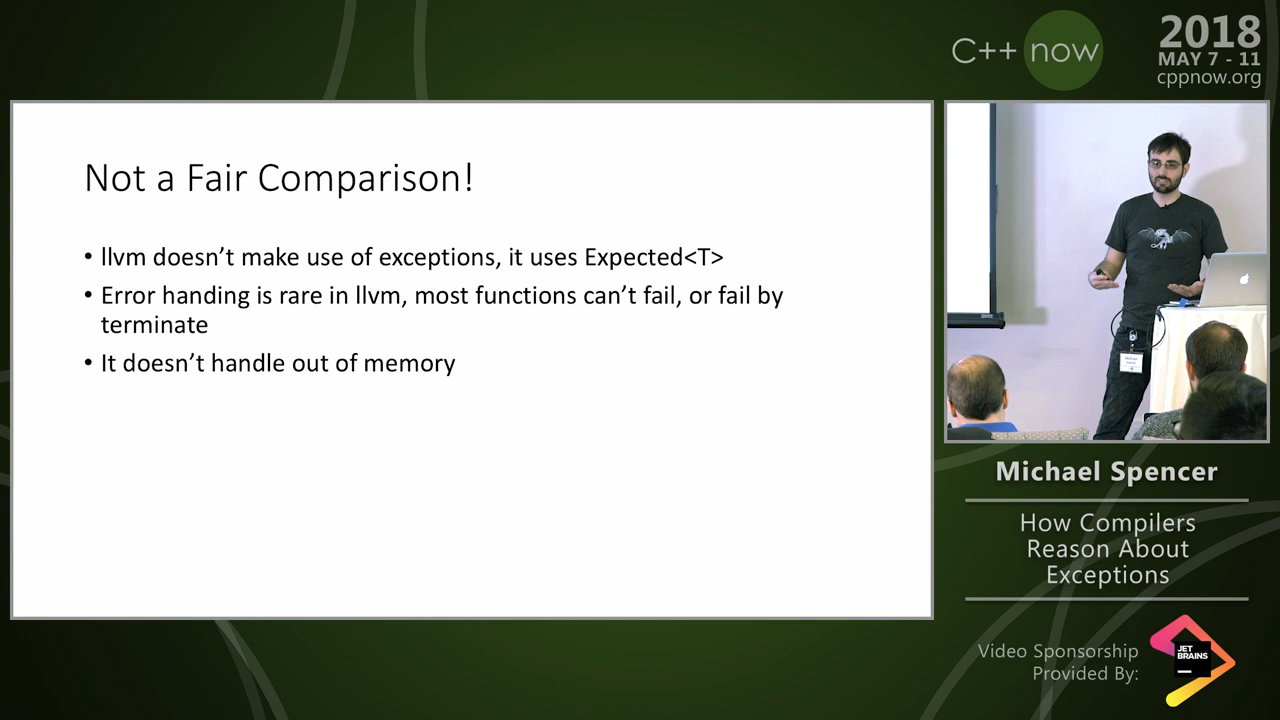 C++ now
2018
MAY 7 - 11
cppnow.org
Not a Fair Comparison!
• llvm doesn't make use of exceptions, it uses Expected<T>
• Error handing is rare in llvm, most functions can't fail, or fail by
terminate
• It doesn't handle out of memory
Michael Spencer
How Compilers
Reason About
Exceptions
Video Sponsorship
Provided By:
JET
BRAINS